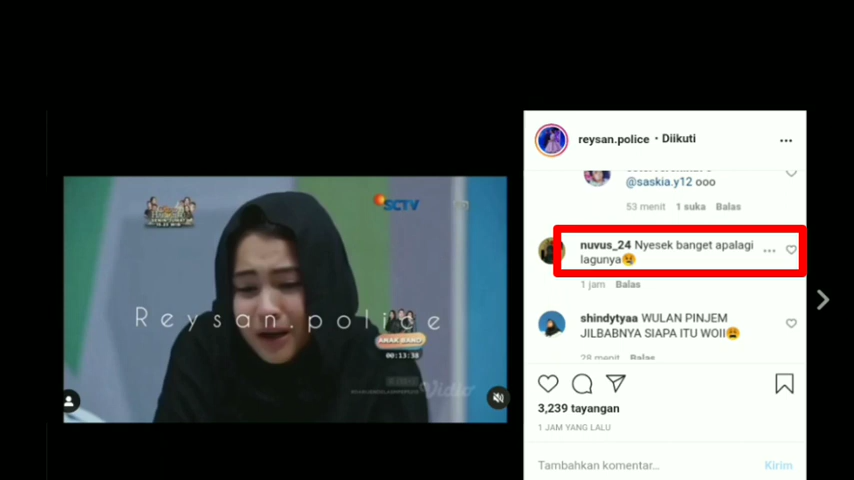 SCTV
Reysan.police
ANAK BAND
00:13:38
Vidio
reysan.police • Diikuti
@saskia.y12 ooo
53 menit 1 suka Balas
nuvus_24 Nyesek banget apalagi
lagunya😢
1 jam Balas
shindytyaa WULAN PINJEM
JILBABNYA SIAPA ITU WOII😩
28 menit Balas
3,239 tayangan
1 JAM YANG LALU
Tambahkan komentar...
Kirim